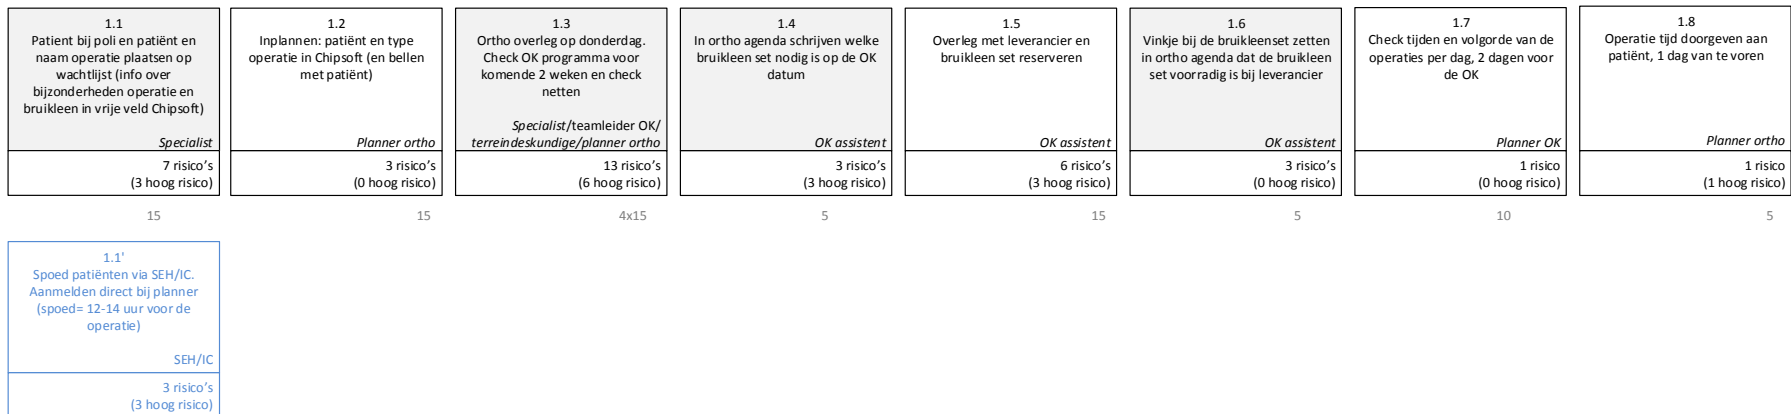 1.1
Patient bij poli en patiënt en
naam operatie plaatsen op
wachtlijst (info over
bijzonderheden operatie en
bruikleen in vrije veld Chipsoft)
Specialist
7 risico's
(3 hoog risico)
15
1.2
Inplannen: patiënt en type
operatie in Chipsoft (en bellen
met patiënt)
Planner ortho
3 risico's
(0 hoog risico)
15
1.3
Ortho overleg op donderdag.
Check OK programma voor
komende 2 weken en check
netten
Specialist/teamleider OK/
terreindeskundige/planner ortho
13 risico's
(6 hoog risico)
4x15
1.4
In ortho agenda schrijven welke
bruikleen set nodig is op de OK
datum
OK assistent
3 risico's
(3 hoog risico)
5
1.5
Overleg met leverancier en
bruikleen set reserveren
OK assistent
6 risico's
(3 hoog risico)
15
1.6
Vinkje bij de bruikleenset zetten
in ortho agenda dat de bruikleen
set voorradig is bij leverancier
OK assistent
3 risico's
(0 hoog risico)
5
1.7
Check tijden en volgorde van de
operaties per dag, 2 dagen voor
de OK
Planner OK
1 risico
(0 hoog risico)
10
1.8
Operatie tijd doorgeven aan
patiënt, 1 dag van te voren
Planner ortho
1 risico
(1 hoog risico)
5
1.1'
Spoed patiënten via SEH/IC.
Aanmelden direct bij planner
(spoed= 12-14 uur voor de
operatie)
SEH/IC
3 risico's
(3 hoog risico)